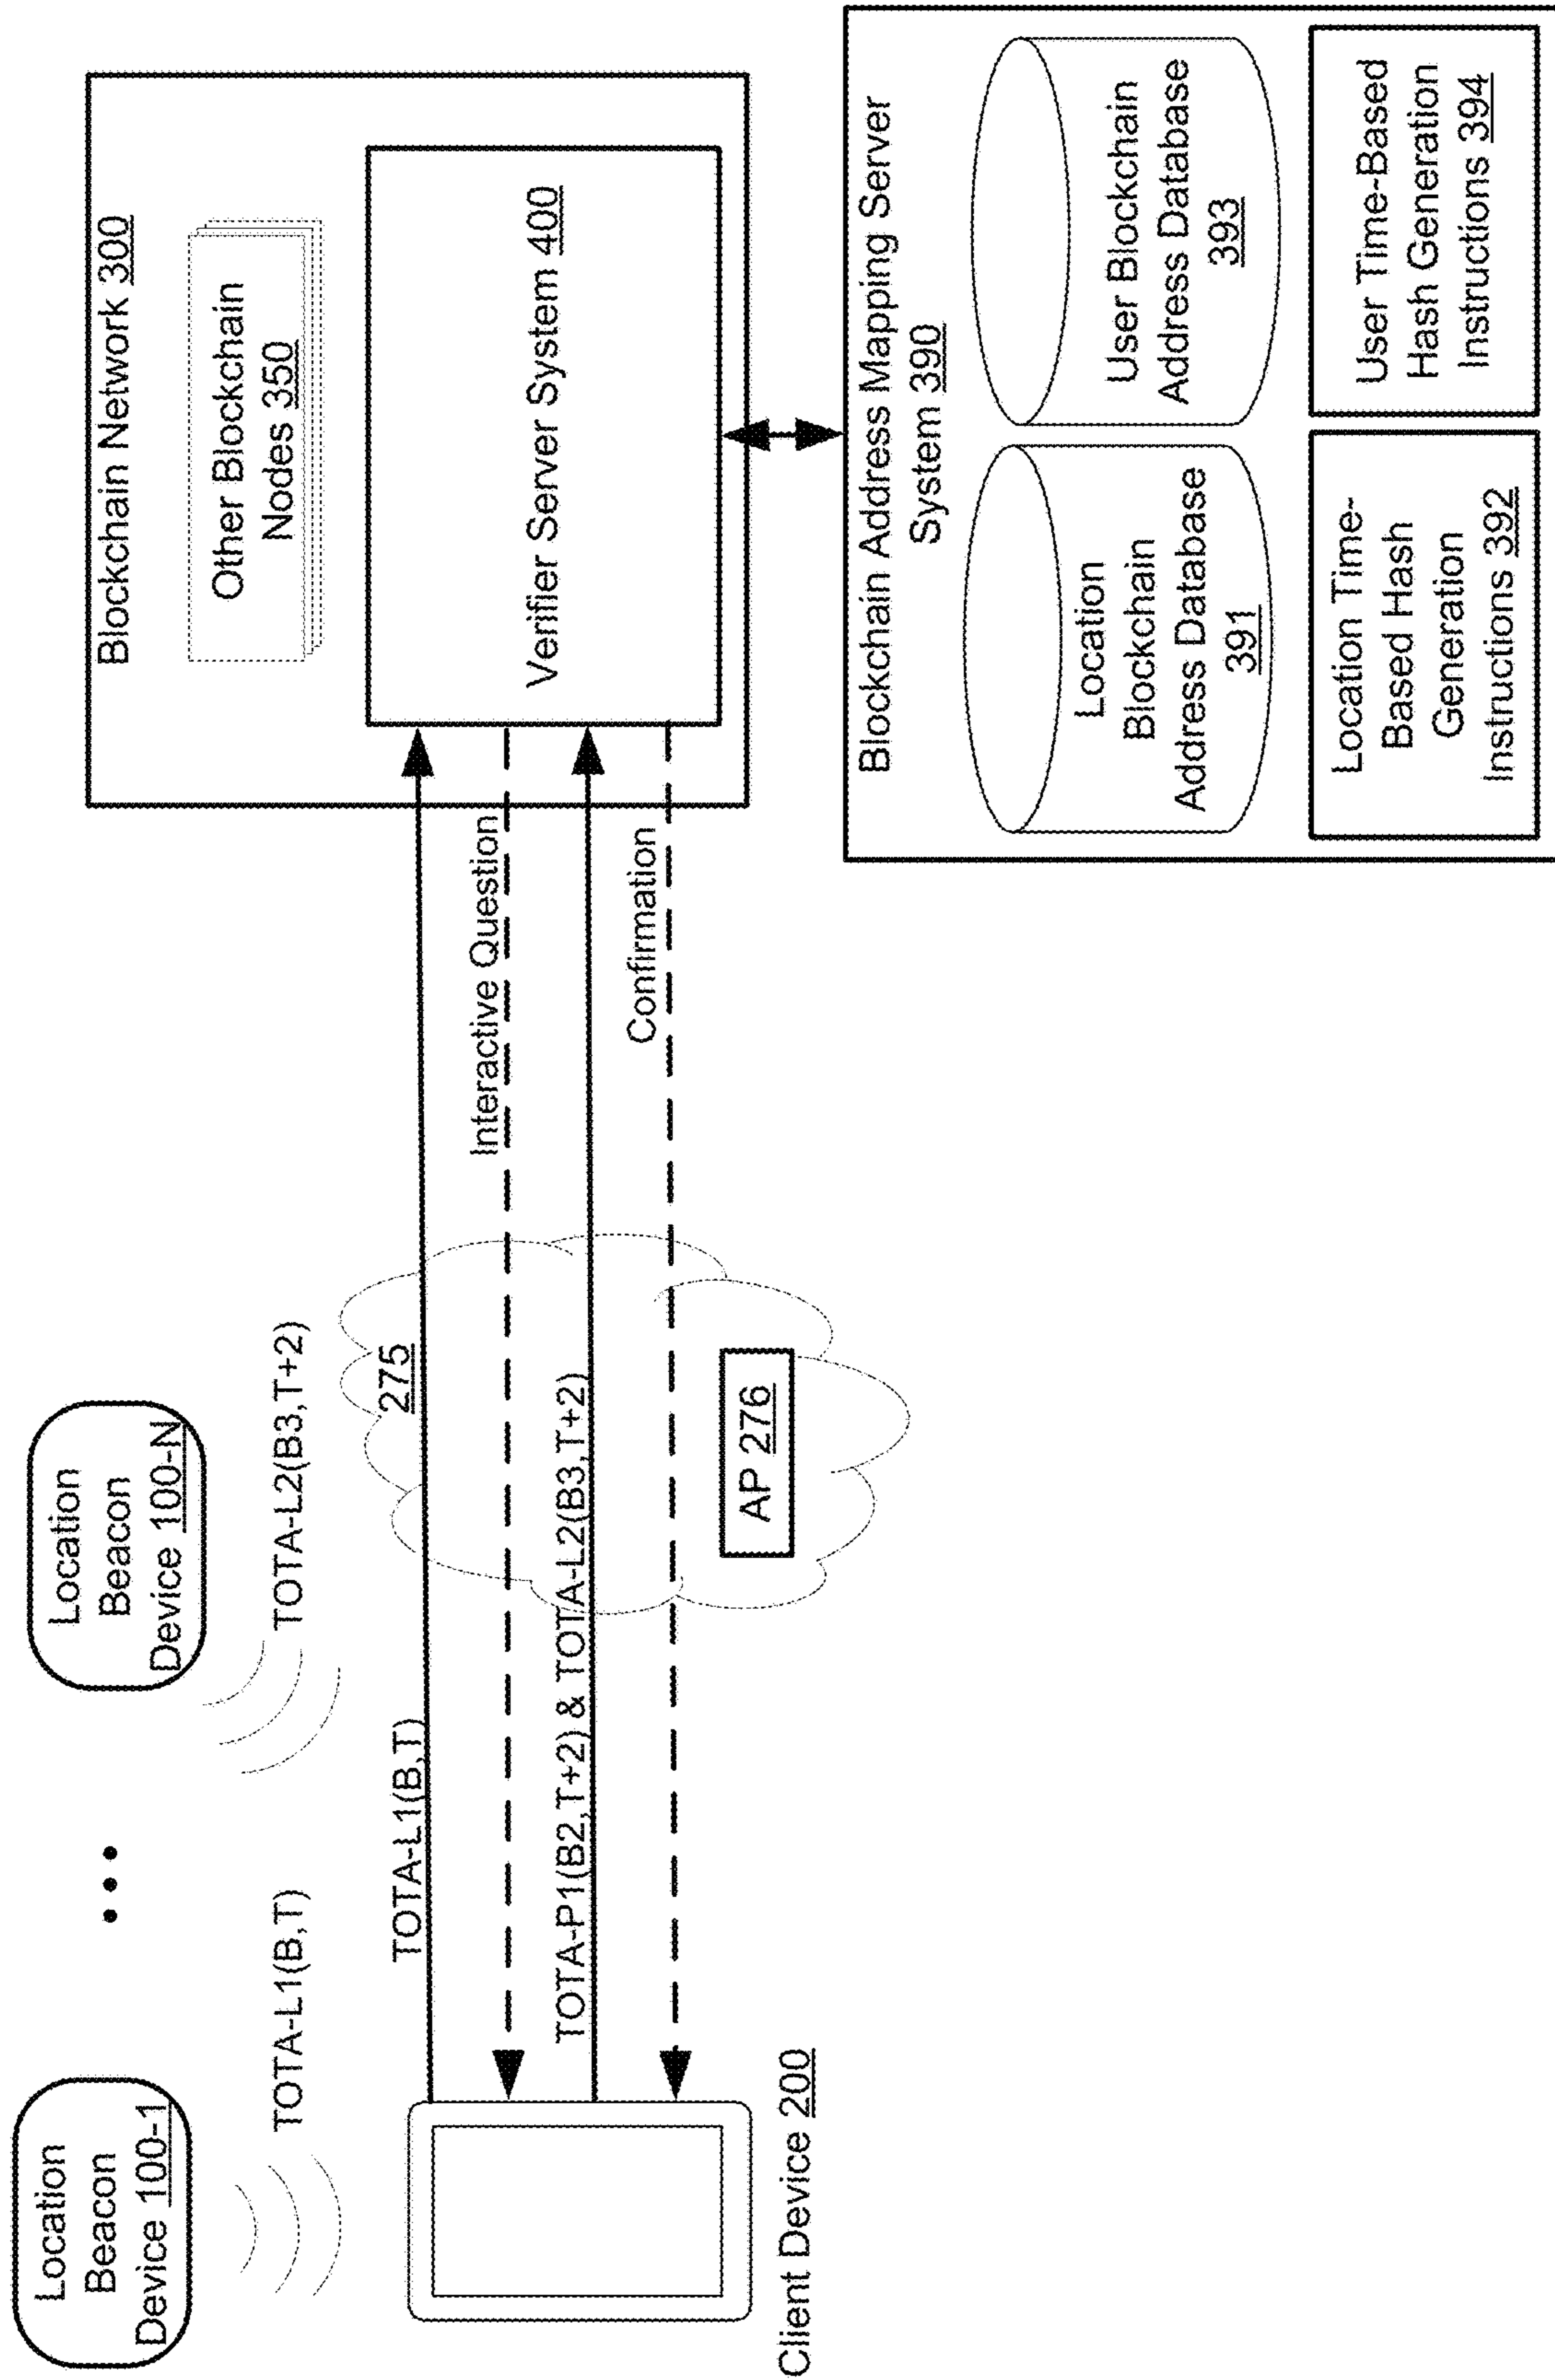 Location
Beacon
Device 100-1
TOTA-L1(B,T)
Location
Beacon
Device 100-N
TOTA-L2(B3,T+2)
Client Device 200
TOTA-L1(B,T)
275
Interactive Question
TOTA-P1(B2,T+2) & TOTA-L2(B3,T+2)
Confirmation
AP 276
Blockchain Network 300
Other Blockchain
Nodes 350
Verifier Server System 400
Blockchain Address Mapping Server
System 390
Location
Blockchain
Address Database
391
User Blockchain
Address Database
393
Location Time-
Based Hash
Generation
Instructions 392
User Time-Based
Hash Generation
Instructions 394